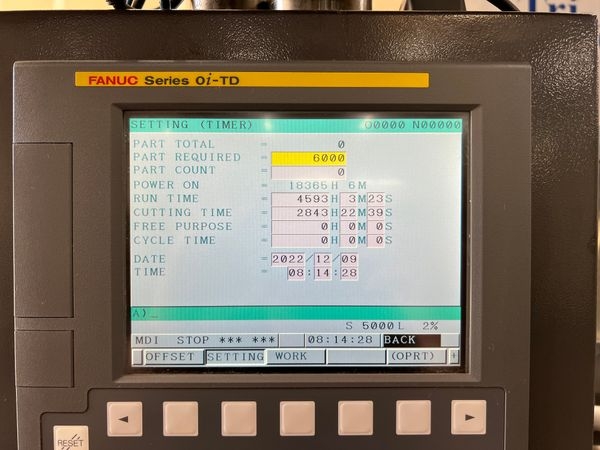 FANUC Series 0i-TD
SETTING (TIMER) O0000 N00000
PART TOTAL = 0
PART REQUIRED = 6000
PART COUNT = 0
POWER ON = 18365H 6M
RUN TIME = 4593H 3M23S
CUTTING TIME = 2843H22M39S
FREE PURPOSE = 0H 0M 0S
CYCLE TIME = 0H 0M 0S
DATE = 2022/12/09
TIME = 08:14:28
A)_
S 5000L 2%
MDI STOP *** *** 08:14:28 BACK
OFFSET SETTING WORK (OPRT) +
RESET